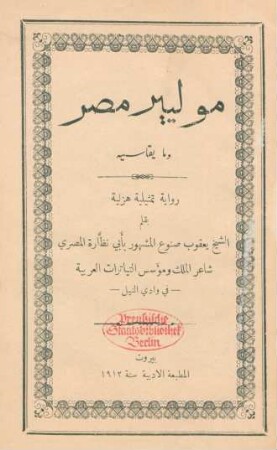 موليير مصر
وما يقاسيه
رواية تمثيلية هزلية
بقلم
الشيخ يعقوب صنوع المشهور بأبي نظارة المصري
شاعر الملك ومؤسس التياترات العربية
— في وادي النيل —
Preußische
Staatsbibliothek
Berlin
بيروت
المطبعة الادبية سنة ١٩١٢